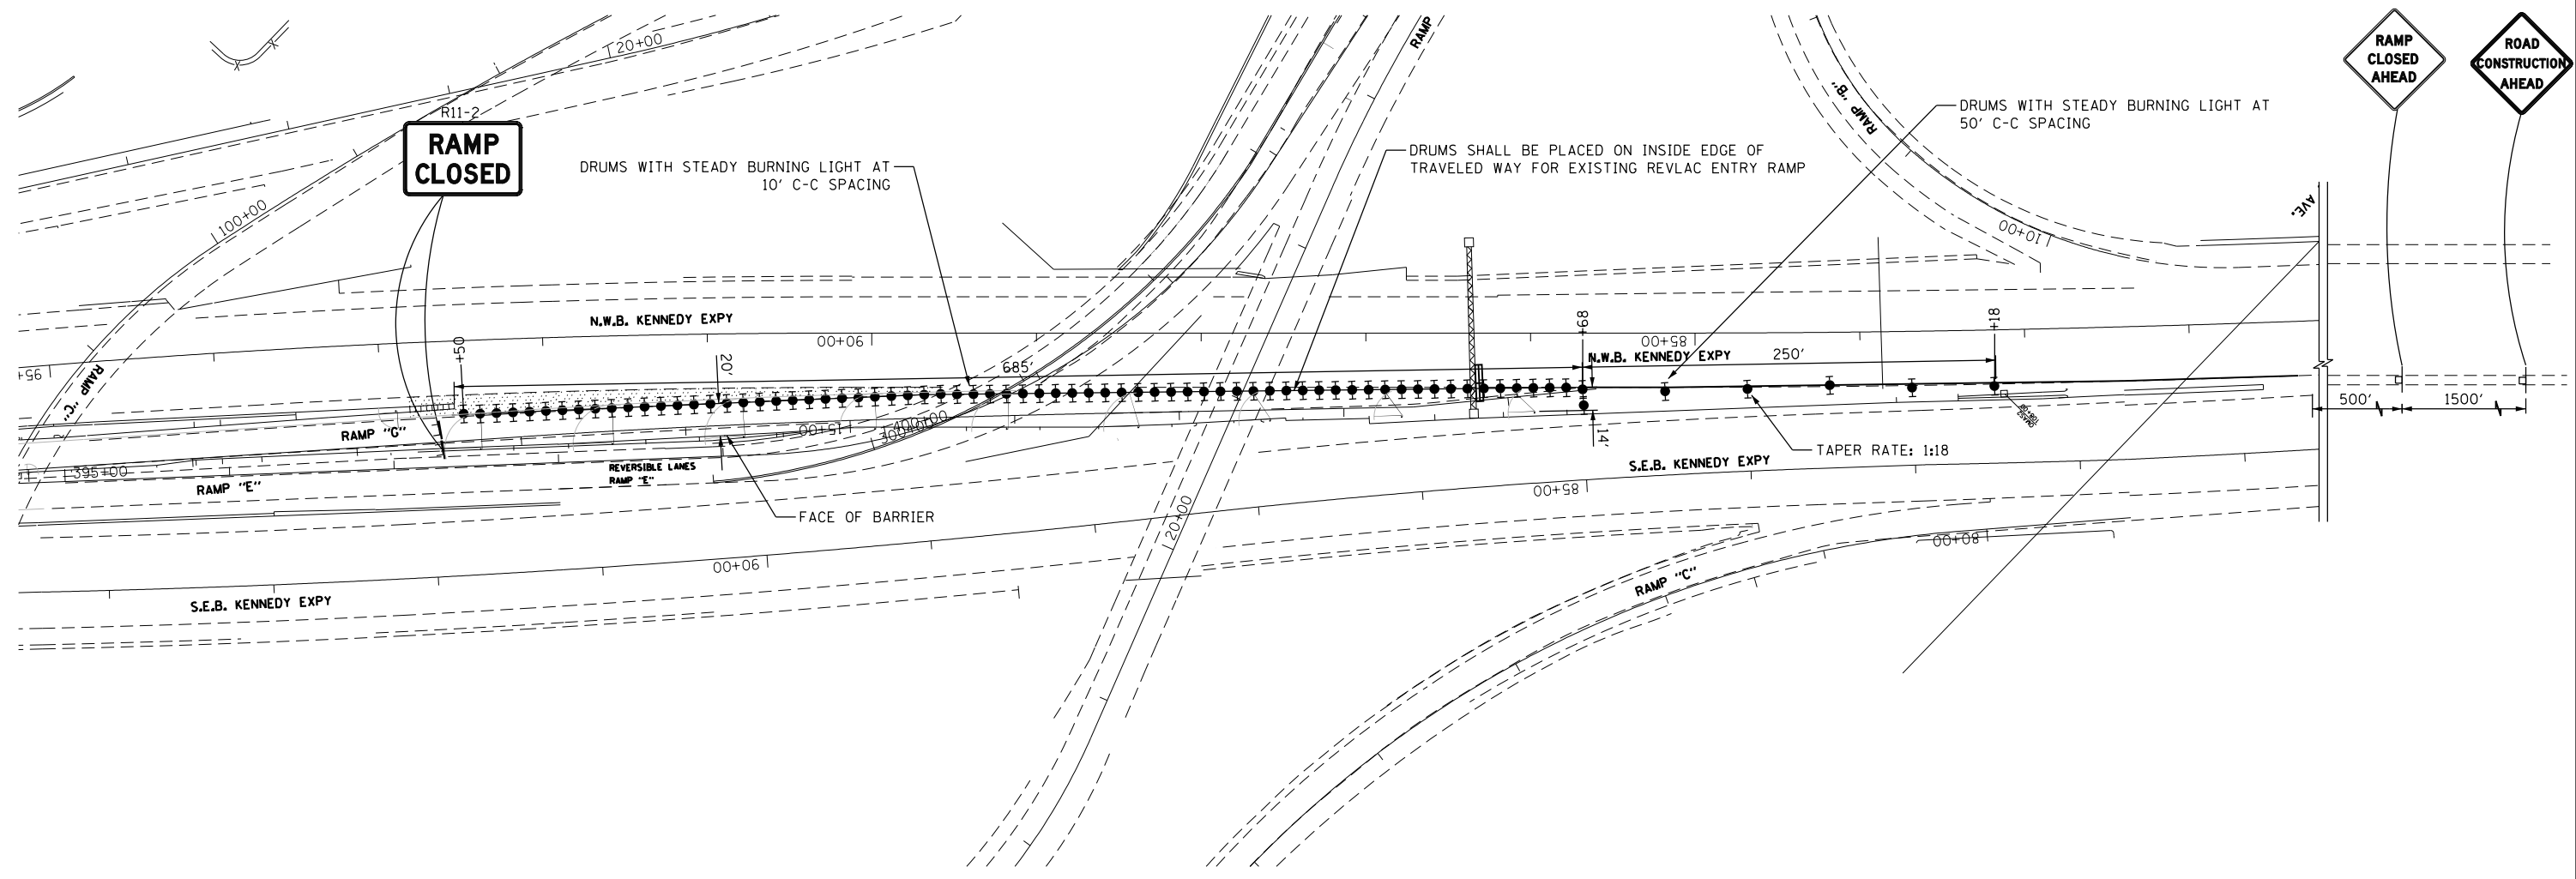 20+00
R11-2
RAMP
CLOSED
100+00
DRUMS WITH STEADY BURNING LIGHT AT
10' C-C SPACING
RAMP
DRUMS SHALL BE PLACED ON INSIDE EDGE OF
TRAVELED WAY FOR EXISTING REVLAC ENTRY RAMP
RAMP "B"
DRUMS WITH STEADY BURNING LIGHT AT
50' C-C SPACING
RAMP
CLOSED
AHEAD
ROAD
CONSTRUCTION
AHEAD
AVE.
10+00
N.W.B. KENNEDY EXPY
90+00
+68
85+00
+18
N.W.B. KENNEDY EXPY
250'
+50
20'
685'
95+
RAMP "C"
500'
1500'
RAMP "G"
15+00
400+00
300+00
14'
TAPER RATE: 1:18
395+00
REVERSIBLE LANES
RAMP "E"
RAMP "E"
S.E.B. KENNEDY EXPY
85+00
FACE OF BARRIER
20+00
80+00
90+00
RAMP "C"
S.E.B. KENNEDY EXPY